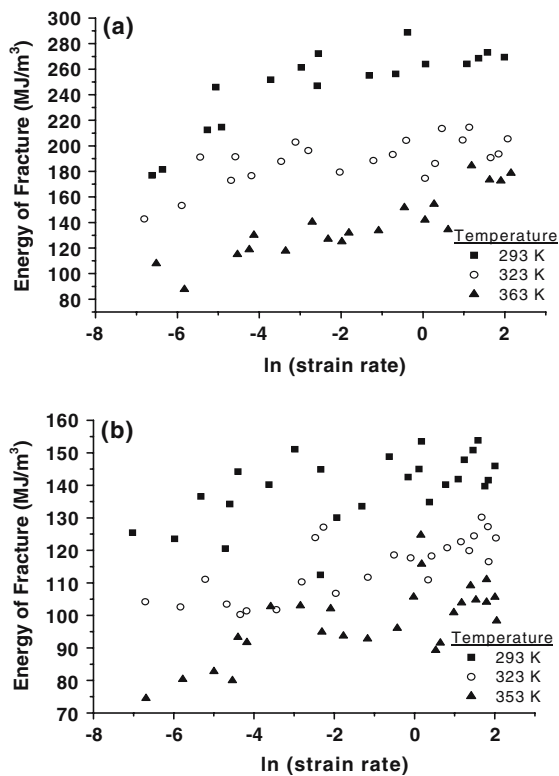 (a)
300
280
260
240
220
200
180
160
140
120
100
80
Energy of Fracture (MJ/m³)
Temperature
293 K
323 K
363 K
-8 -6 -4 -2 0 2
ln (strain rate)
(b)
160
150
140
130
120
110
100
90
80
70
Energy of Fracture (MJ/m³)
Temperature
293 K
323 K
353 K
-8 -6 -4 -2 0 2
ln (strain rate)